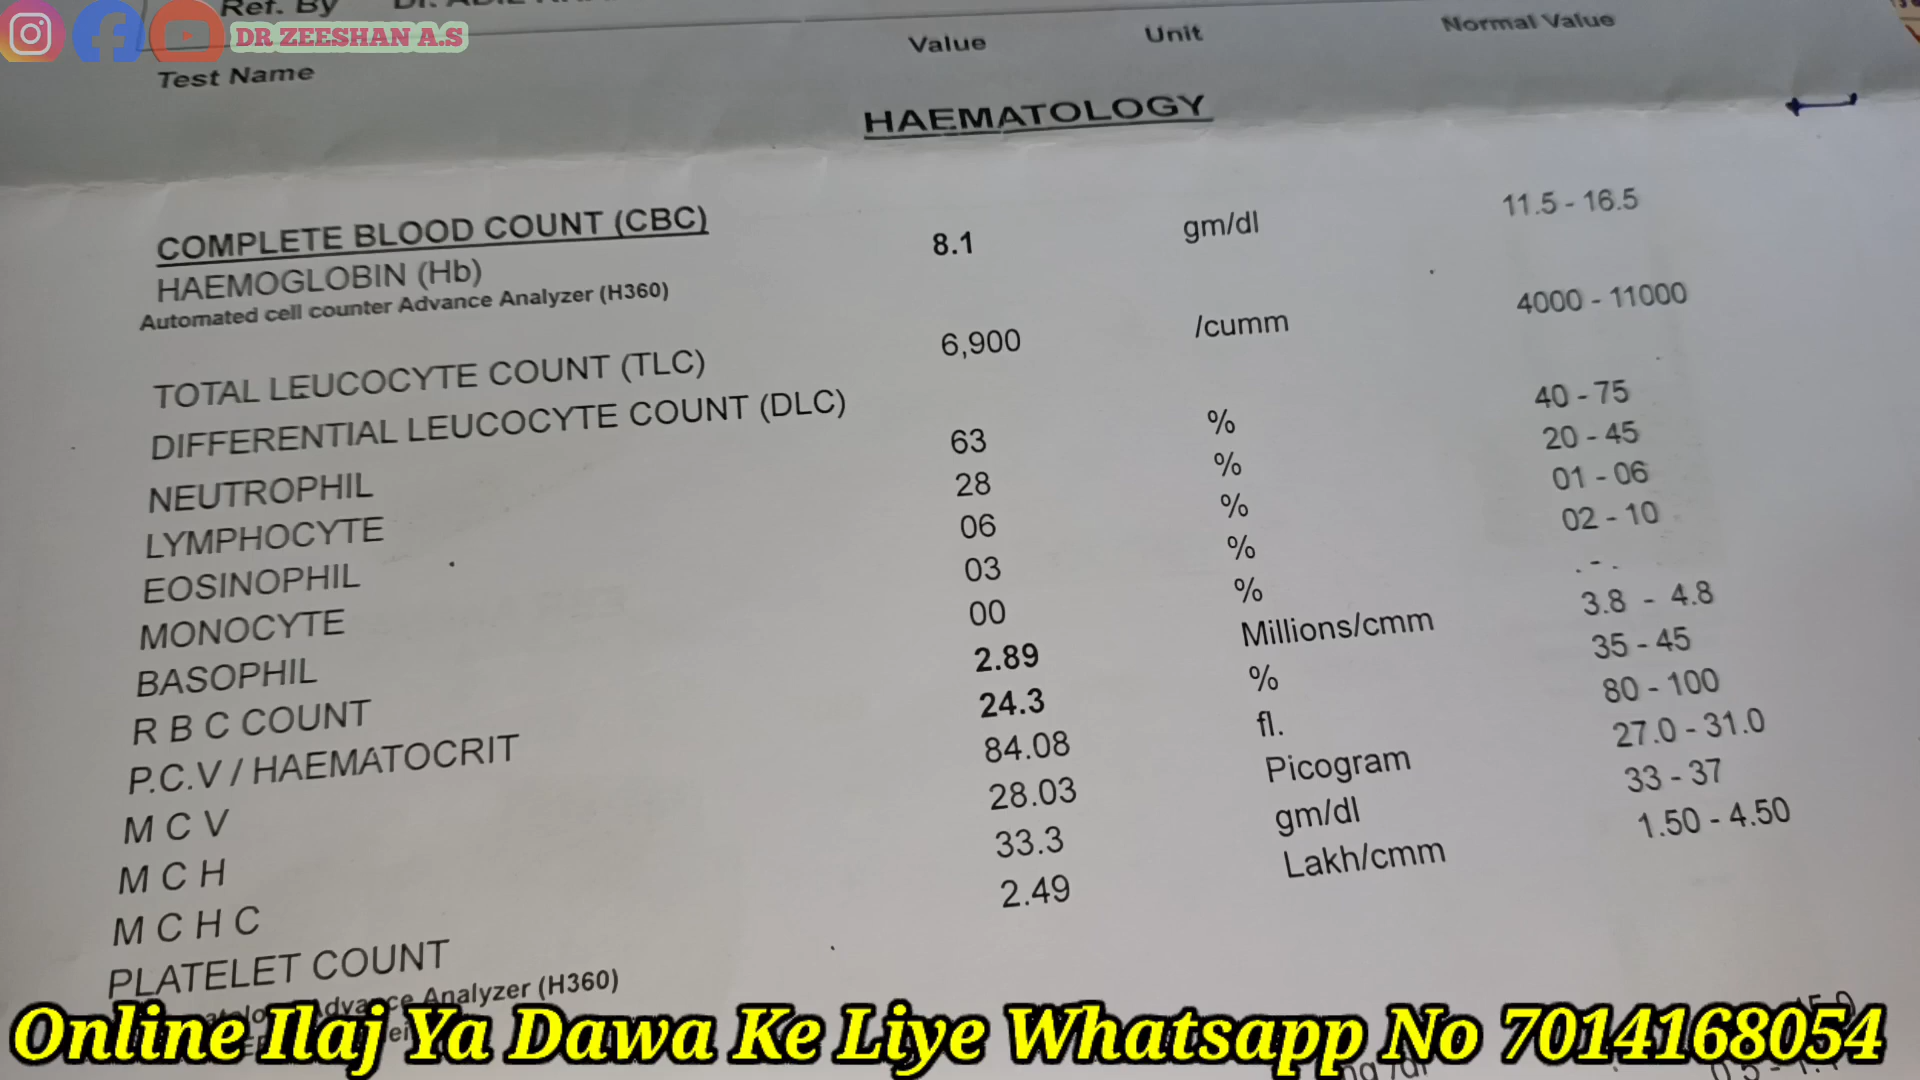 Ref. By
DR ZEESHAN A.S
Test Name Value Unit Normal Value
HAEMATOLOGY
COMPLETE BLOOD COUNT (CBC)
HAEMOGLOBIN (Hb) 8.1 gm/dl 11.5 - 16.5
Automated cell counter Advance Analyzer (H360)
TOTAL LEUCOCYTE COUNT (TLC) 6,900 /cumm 4000 - 11000
DIFFERENTIAL LEUCOCYTE COUNT (DLC)
NEUTROPHIL 63 % 40 - 75
LYMPHOCYTE 28 % 20 - 45
EOSINOPHIL 06 % 01 - 06
MONOCYTE 03 % 02 - 10
BASOPHIL 00 % . - .
R B C COUNT 2.89 Millions/cmm 3.8 - 4.8
P.C.V / HAEMATOCRIT 24.3 % 35 - 45
M C V 84.08 fl. 80 - 100
M C H 28.03 Picogram 27.0 - 31.0
M C H C 33.3 gm/dl 33 - 37
PLATELET COUNT 2.49 Lakh/cmm 1.50 - 4.50
Advance Analyzer (H360)
Online Ilaj Ya Dawa Ke Liye Whatsapp No 7014168054